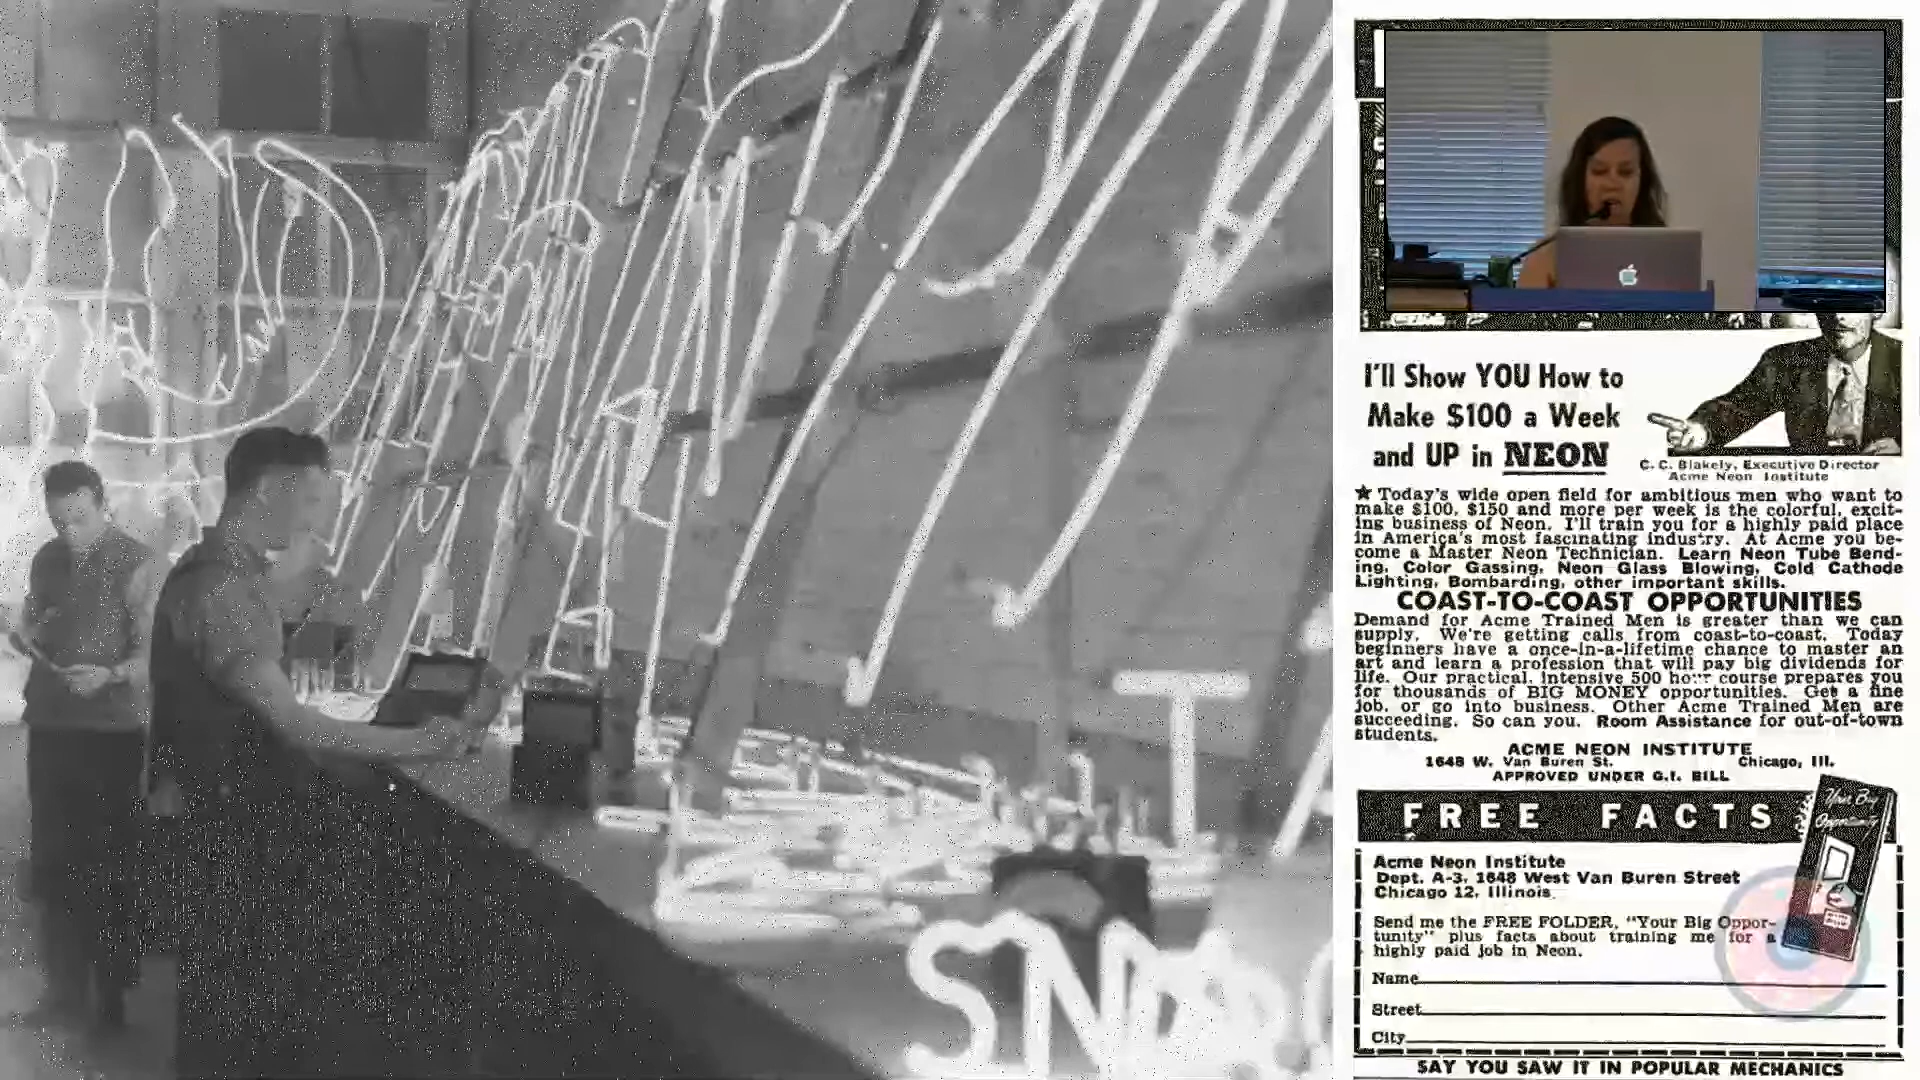 I'll Show YOU How to
Make $100 a Week
and UP in NEON
C. C. Blakely, Executive Director
Acme Neon Institute
★ Today's wide open field for ambitious men who want to
make $100, $150 and more per week is the colorful, excit-
ing business of Neon. I'll train you for a highly paid place
in America's most fascinating industry. At Acme you be-
come a Master Neon Technician. Learn Neon Tube Bend-
ing, Color Gassing, Neon Glass Blowing, Cold Cathode
Lighting, Bombarding, other important skills.
COAST-TO-COAST OPPORTUNITIES
Demand for Acme Trained Men is greater than we can
supply. We're getting calls from coast-to-coast. Today
beginners have a once-in-a-lifetime chance to master an
art and learn a profession that will pay big dividends for
life. Our practical, intensive 500 hour course prepares you
for thousands of BIG MONEY opportunities. Get a fine
job, or go into business. Other Acme Trained Men are
succeeding. So can you. Room Assistance for out-of-town
students.
ACME NEON INSTITUTE
1648 W. Van Buren St. Chicago, Ill.
APPROVED UNDER G.I. BILL
FREE FACTS
Your Big
Opportunity
Acme Neon Institute
Dept. A-3, 1648 West Van Buren Street
Chicago 12, Illinois
Send me the FREE FOLDER, "Your Big Oppor-
tunity" plus facts about training me for a
highly paid job in Neon.
Name
Street
City
SAY YOU SAW IT IN POPULAR MECHANICS